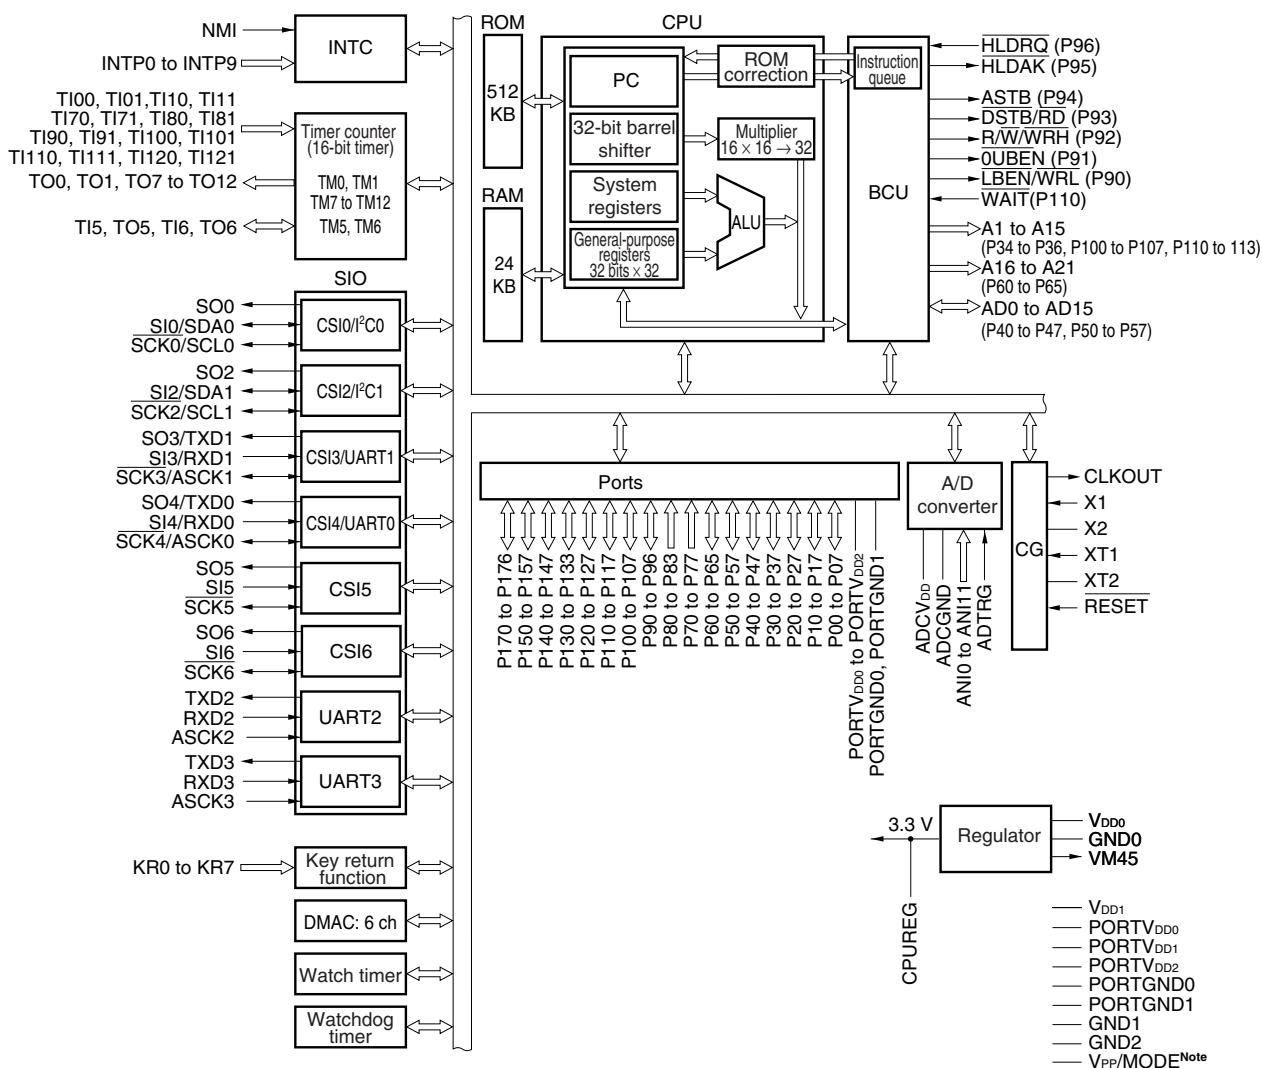 NMI
INTP0 to INTP9
INTC
TI00, TI01,TI10, TI11
TI70, TI71, TI80, TI81
TI90, TI91, TI100, TI101
TI110, TI111, TI120, TI121
TO0, TO1, TO7 to TO12
TI5, TO5, TI6, TO6
Timer counter
(16-bit timer)
TM0, TM1
TM7 to TM12
TM5, TM6
SIO
SO0
SI0/SDA0
SCK0/SCL0
CSI0/I²C0
SO2
SI2/SDA1
SCK2/SCL1
CSI2/I²C1
SO3/TXD1
SI3/RXD1
SCK3/ASCK1
CSI3/UART1
SO4/TXD0
SI4/RXD0
SCK4/ASCK0
CSI4/UART0
SO5
SI5
SCK5
CSI5
SO6
SI6
SCK6
CSI6
TXD2
RXD2
ASCK2
UART2
TXD3
RXD3
ASCK3
UART3
KR0 to KR7
Key return
function
DMAC: 6 ch
Watch timer
Watchdog
timer
ROM
512
KB
RAM
24
KB
CPU
PC
32-bit barrel
shifter
System
registers
General-purpose
registers
32 bits × 32
ROM
correction
Multiplier
16 × 16 → 32
ALU
Instruction
queue
BCU
HLDRQ (P96)
HLDAK (P95)
ASTB (P94)
DSTB/RD (P93)
R/W/WRH (P92)
0UBEN (P91)
LBEN/WRL (P90)
WAIT(P110)
A1 to A15
(P34 to P36, P100 to P107, P110 to 113)
A16 to A21
(P60 to P65)
AD0 to AD15
(P40 to P47, P50 to P57)
Ports
P170 to P176
P150 to P157
P140 to P147
P130 to P133
P120 to P127
P110 to P117
P100 to P107
P90 to P96
P80 to P83
P70 to P77
P60 to P65
P50 to P57
P40 to P47
P30 to P37
P20 to P27
P10 to P17
P00 to P07
PORTVDD0 to PORTVDD2
PORTGND0, PORTGND1
A/D
converter
ADCVDD
ADCGND
ANI0 to ANI11
ADTRG
CG
CLKOUT
X1
X2
XT1
XT2
RESET
3.3 V
Regulator
VDD0
GND0
VM45
CPUREG
VDD1
PORTVDD0
PORTVDD1
PORTVDD2
PORTGND0
PORTGND1
GND1
GND2
VPP/MODENote